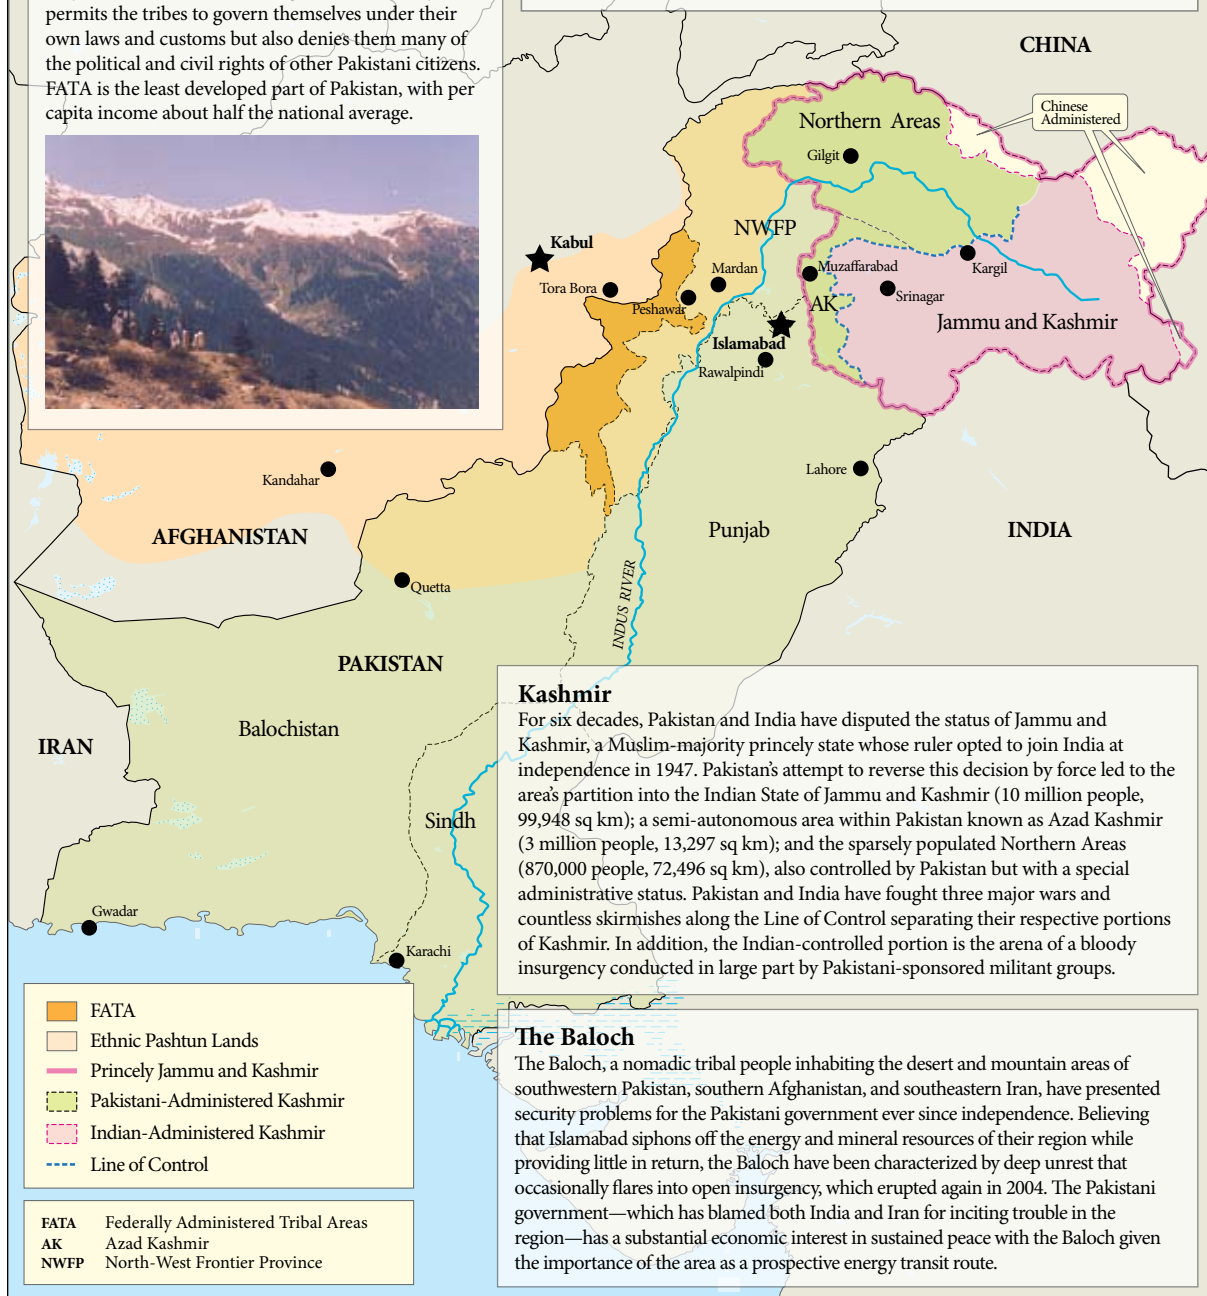 permits the tribes to govern themselves under their
own laws and customs but also denies them many of
the political and civil rights of other Pakistani citizens.
FATA is the least developed part of Pakistan, with per
capita income about half the national average.
CHINA
Chinese
Administered
Northern Areas
Gilgit
NWFP
Kabul
Mardan
Muzaffarabad
Kargil
Tora Bora
Peshawar
AK
Srinagar
Jammu and Kashmir
Islamabad
Rawalpindi
Kandahar
Lahore
AFGHANISTAN
Punjab
INDIA
Quetta
INDUS RIVER
PAKISTAN
Balochistan
IRAN
Sindh
Gwadar
Karachi
Kashmir
For six decades, Pakistan and India have disputed the status of Jammu and
Kashmir, a Muslim-majority princely state whose ruler opted to join India at
independence in 1947. Pakistan's attempt to reverse this decision by force led to the
area's partition into the Indian State of Jammu and Kashmir (10 million people,
99,948 sq km); a semi-autonomous area within Pakistan known as Azad Kashmir
(3 million people, 13,297 sq km); and the sparsely populated Northern Areas
(870,000 people, 72,496 sq km), also controlled by Pakistan but with a special
administrative status. Pakistan and India have fought three major wars and
countless skirmishes along the Line of Control separating their respective portions
of Kashmir. In addition, the Indian-controlled portion is the arena of a bloody
insurgency conducted in large part by Pakistani-sponsored militant groups.
FATA
Ethnic Pashtun Lands
Princely Jammu and Kashmir
Pakistani-Administered Kashmir
Indian-Administered Kashmir
Line of Control
FATA Federally Administered Tribal Areas
AK Azad Kashmir
NWFP North-West Frontier Province
The Baloch
The Baloch, a nomadic tribal people inhabiting the desert and mountain areas of
southwestern Pakistan, southern Afghanistan, and southeastern Iran, have presented
security problems for the Pakistani government ever since independence. Believing
that Islamabad siphons off the energy and mineral resources of their region while
providing little in return, the Baloch have been characterized by deep unrest that
occasionally flares into open insurgency, which erupted again in 2004. The Pakistani
government—which has blamed both India and Iran for inciting trouble in the
region—has a substantial economic interest in sustained peace with the Baloch given
the importance of the area as a prospective energy transit route.